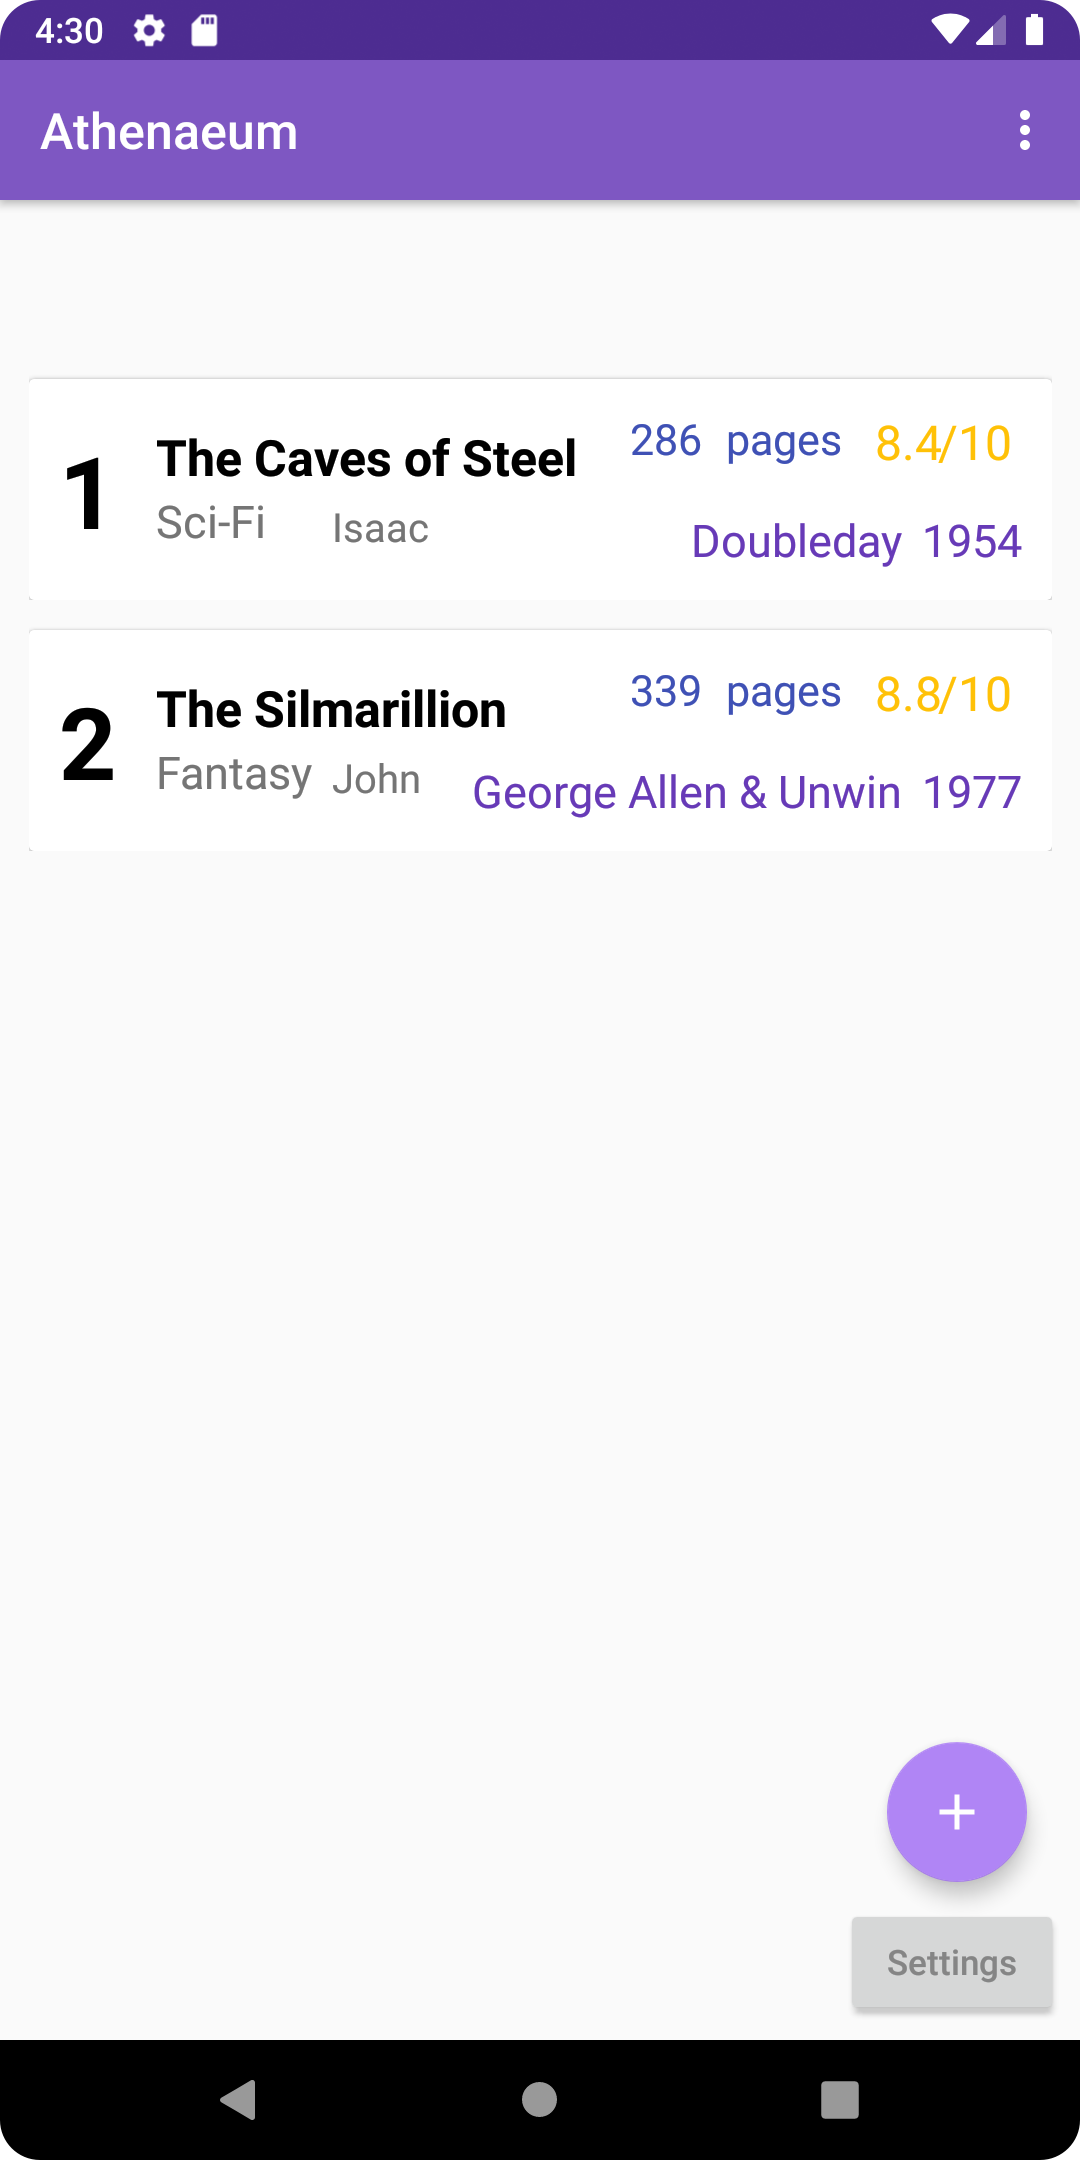 4:30
Athenaeum
1
The Caves of Steel
286 pages
8.4/10
Sci-Fi
Isaac
Doubleday 1954
2
The Silmarillion
339 pages
8.8/10
Fantasy
John
George Allen & Unwin 1977
+
Settings